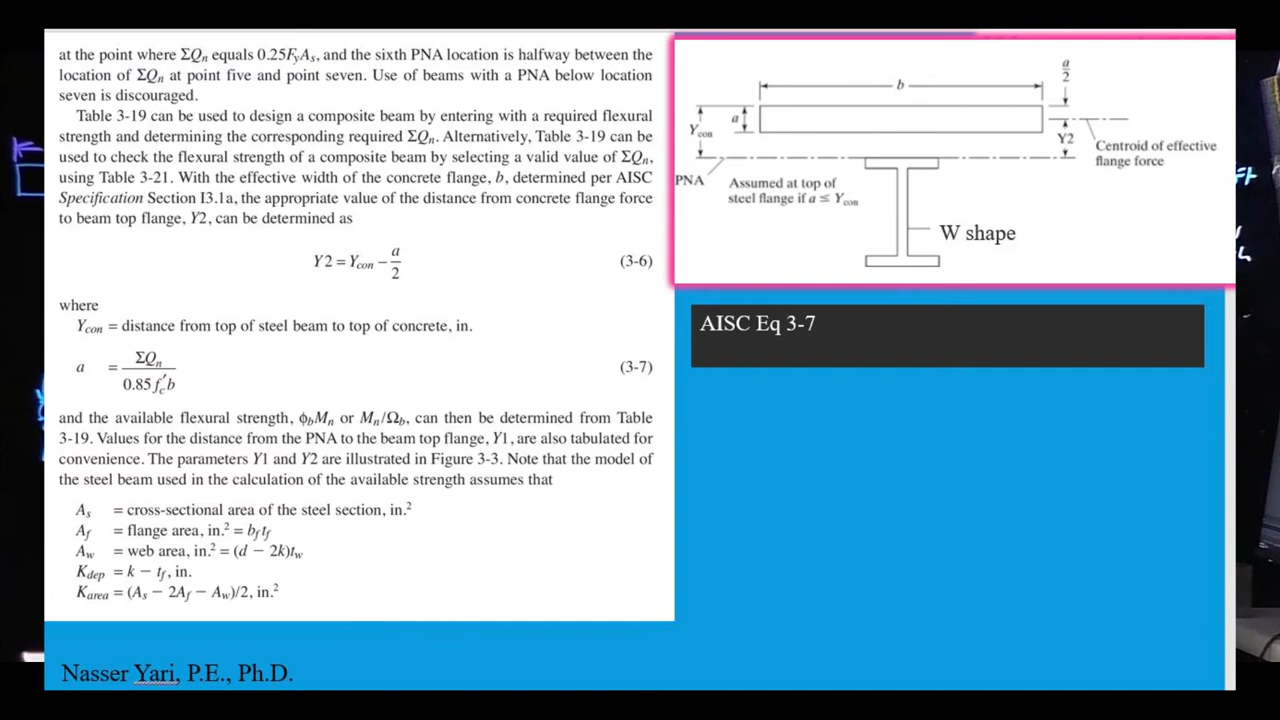 at the point where ΣQn equals 0.25FyAs, and the sixth PNA location is halfway between the
location of ΣQn at point five and point seven. Use of beams with a PNA below location
seven is discouraged.
Table 3-19 can be used to design a composite beam by entering with a required flexural
strength and determining the corresponding required ΣQn. Alternatively, Table 3-19 can be
used to check the flexural strength of a composite beam by selecting a valid value of ΣQn,
using Table 3-21. With the effective width of the concrete flange, b, determined per AISC
Specification Section I3.1a, the appropriate value of the distance from concrete flange force
to beam top flange, Y2, can be determined as
Y2 = Ycon − a/2 (3-6)
where
Ycon = distance from top of steel beam to top of concrete, in.
a = ΣQn / 0.85 f′c b (3-7)
and the available flexural strength, ϕbMn or Mn/Ωb, can then be determined from Table
3-19. Values for the distance from the PNA to the beam top flange, Y1, are also tabulated for
convenience. The parameters Y1 and Y2 are illustrated in Figure 3-3. Note that the model of
the steel beam used in the calculation of the available strength assumes that
As = cross-sectional area of the steel section, in.²
Af = flange area, in.² = bftf
Aw = web area, in.² = (d − 2k)tw
Kdep = k − tf, in.
Karea = (As − 2Af − Aw)/2, in.²
a/2
b
a
Ycon
Y2
Centroid of effective
flange force
PNA
Assumed at top of
steel flange if a ≤ Ycon
W shape
AISC Eq 3-7
Nasser Yari, P.E., Ph.D.